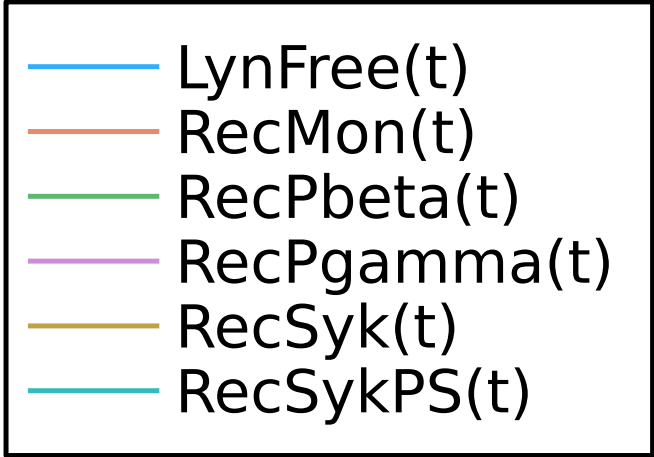 LynFree(t)
RecMon(t)
RecPbeta(t)
RecPgamma(t)
RecSyk(t)
RecSykPS(t)